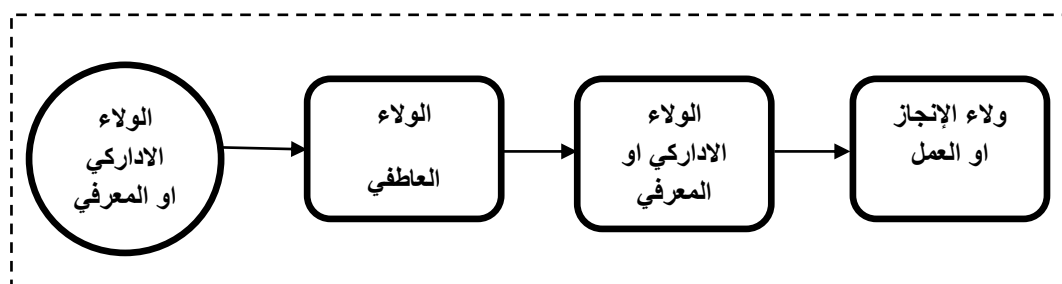 الولاء
الاداركي
او المعرفي
الولاء
العاطفي
الولاء
الاداركي او
المعرفي
ولاء الإنجاز
او العمل